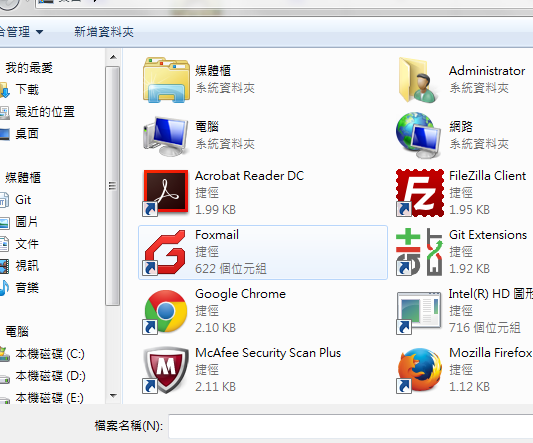 合管理
新增資料夾
我的最愛
下載
最近的位置
桌面
媒體櫃
Git
圖片
文件
視訊
音樂
電腦
本機磁碟 (C:)
本機磁碟 (D:)
本機磁碟 (E:)
媒體櫃
系統資料夾
Administrator
系統資料夾
電腦
系統資料夾
網路
系統資料夾
Acrobat Reader DC
捷徑
1.99 KB
FileZilla Client
捷徑
1.95 KB
Foxmail
捷徑
622 個位元組
Git Extensions
捷徑
1.92 KB
Google Chrome
捷徑
2.10 KB
Intel(R) HD 圖形
捷徑
716 個位元組
McAfee Security Scan Plus
捷徑
2.11 KB
Mozilla Firefox
捷徑
1.12 KB
檔案名稱(N):